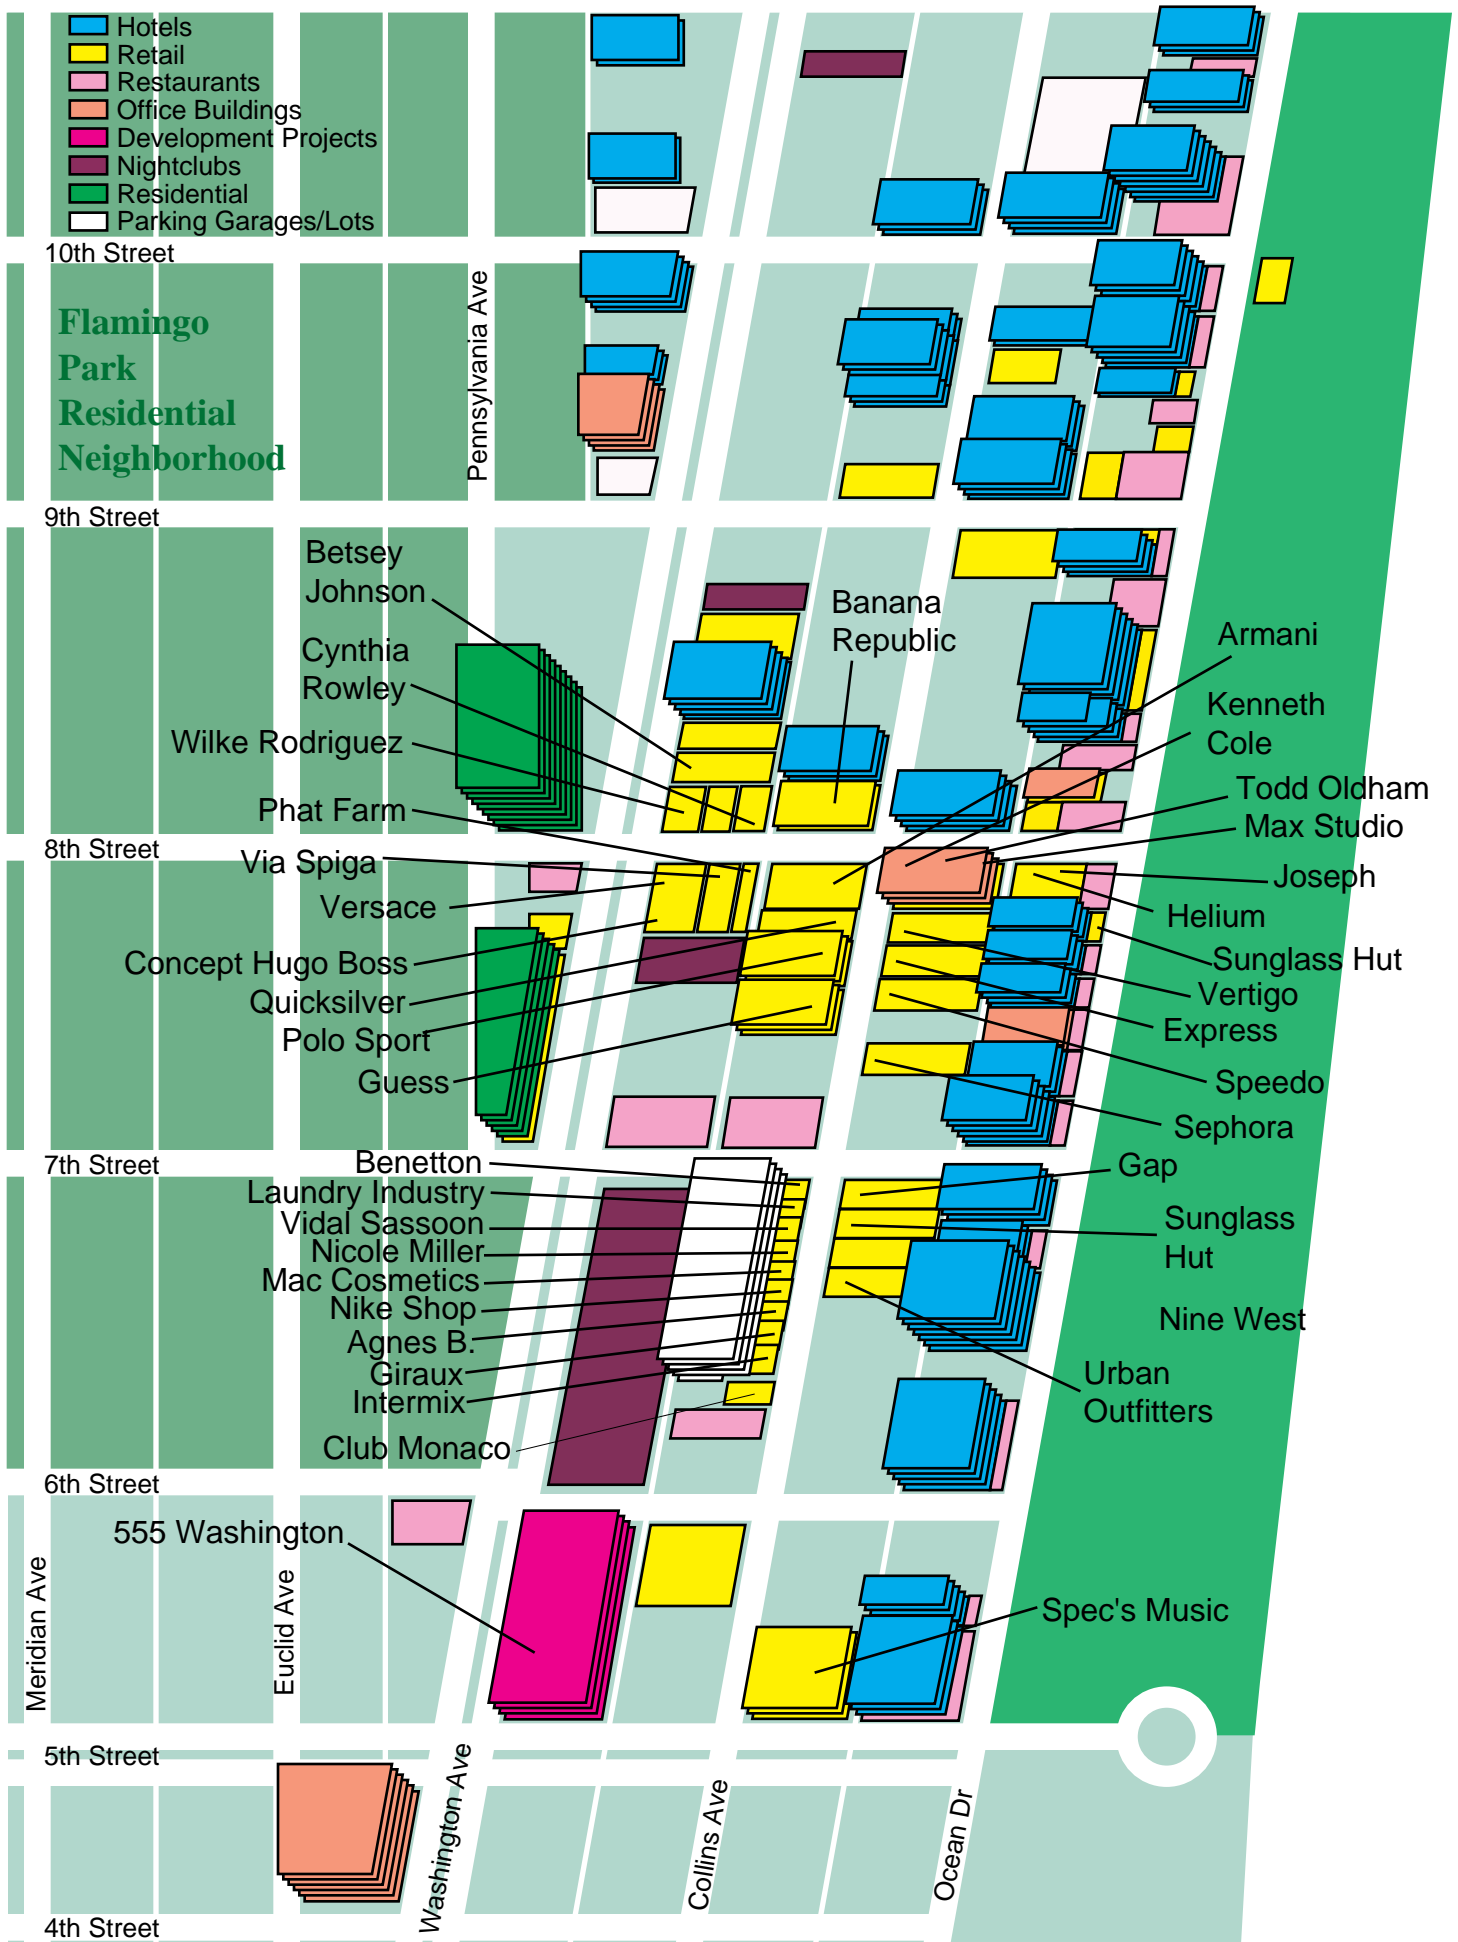 Hotels
Retail
Restaurants
Office Buildings
Development Projects
Nightclubs
Residential
Parking Garages/Lots
10th Street
Flamingo
Park
Residential
Neighborhood
Pennsylvania Ave
9th Street
Betsey
Johnson
Banana
Republic
Cynthia
Rowley
Armani
Wilke Rodriguez
Kenneth
Cole
Phat Farm
Todd Oldham
Max Studio
8th Street
Via Spiga
Joseph
Versace
Helium
Concept Hugo Boss
Sunglass Hut
Quicksilver
Vertigo
Polo Sport
Express
Guess
Speedo
Sephora
7th Street
Benetton
Gap
Laundry Industry
Vidal Sassoon
Sunglass
Hut
Nicole Miller
Mac Cosmetics
Nike Shop
Nine West
Agnes B.
Giraux
Urban
Outfitters
Intermix
Club Monaco
6th Street
555 Washington
Meridian Ave
Euclid Ave
Spec's Music
5th Street
Washington Ave
Collins Ave
Ocean Dr
4th Street